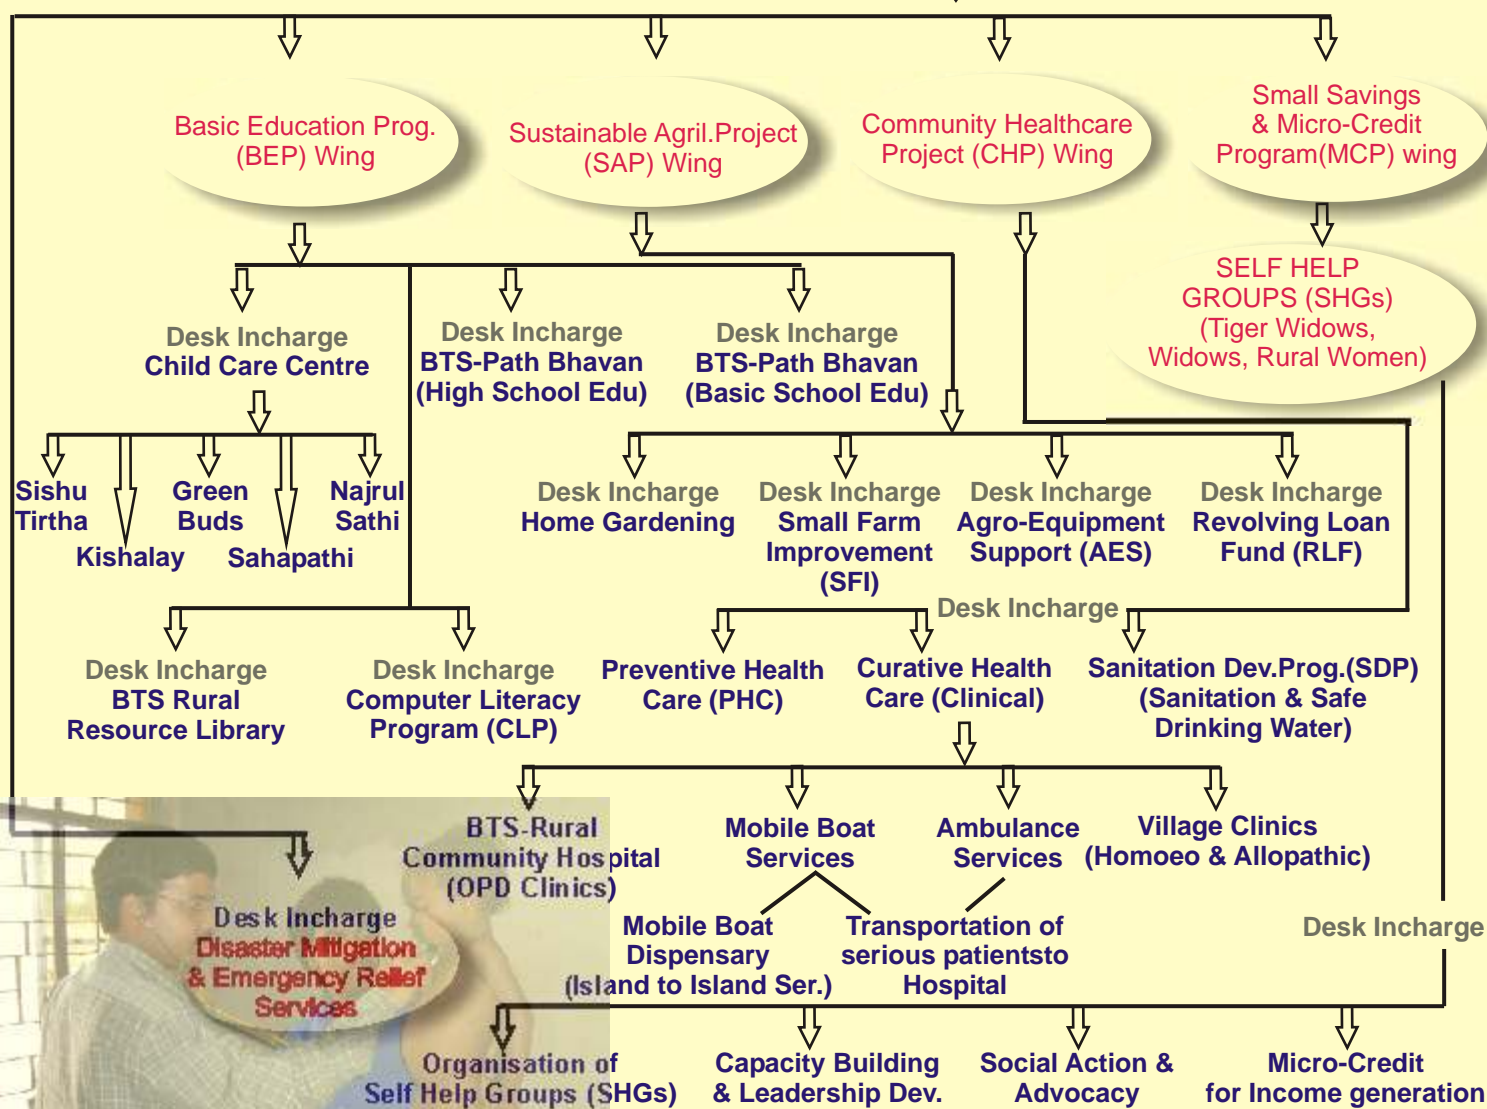 Basic Education Prog.
(BEP) Wing
Sustainable Agril.Project
(SAP) Wing
Community Healthcare
Project (CHP) Wing
Small Savings
& Micro-Credit
Program(MCP) wing
SELF HELP
GROUPS (SHGs)
(Tiger Widows,
Widows, Rural Women)
Desk Incharge
Child Care Centre
Desk Incharge
BTS-Path Bhavan
(High School Edu)
Desk Incharge
BTS-Path Bhavan
(Basic School Edu)
Sishu
Tirtha
Kishalay
Green
Buds
Sahapathi
Najrul
Sathi
Desk Incharge
Home Gardening
Desk Incharge
Small Farm
Improvement
(SFI)
Desk Incharge
Agro-Equipment
Support (AES)
Desk Incharge
Revolving Loan
Fund (RLF)
Desk Incharge
BTS Rural
Resource Library
Desk Incharge
Computer Literacy
Program (CLP)
Desk Incharge
Preventive Health
Care (PHC)
Curative Health
Care (Clinical)
Sanitation Dev.Prog.(SDP)
(Sanitation & Safe
Drinking Water)
BTS-Rural
Community Hospital
(OPD Clinics)
Mobile Boat
Services
Ambulance
Services
Village Clinics
(Homoeo & Allopathic)
Desk Incharge
Disaster Mitigation
& Emergency Relief
Services
Mobile Boat
Dispensary
(Island to Island Ser.)
Transportation of
serious patientsto
Hospital
Desk Incharge
Organisation of
Self Help Groups (SHGs)
Capacity Building
& Leadership Dev.
Social Action &
Advocacy
Micro-Credit
for Income generation